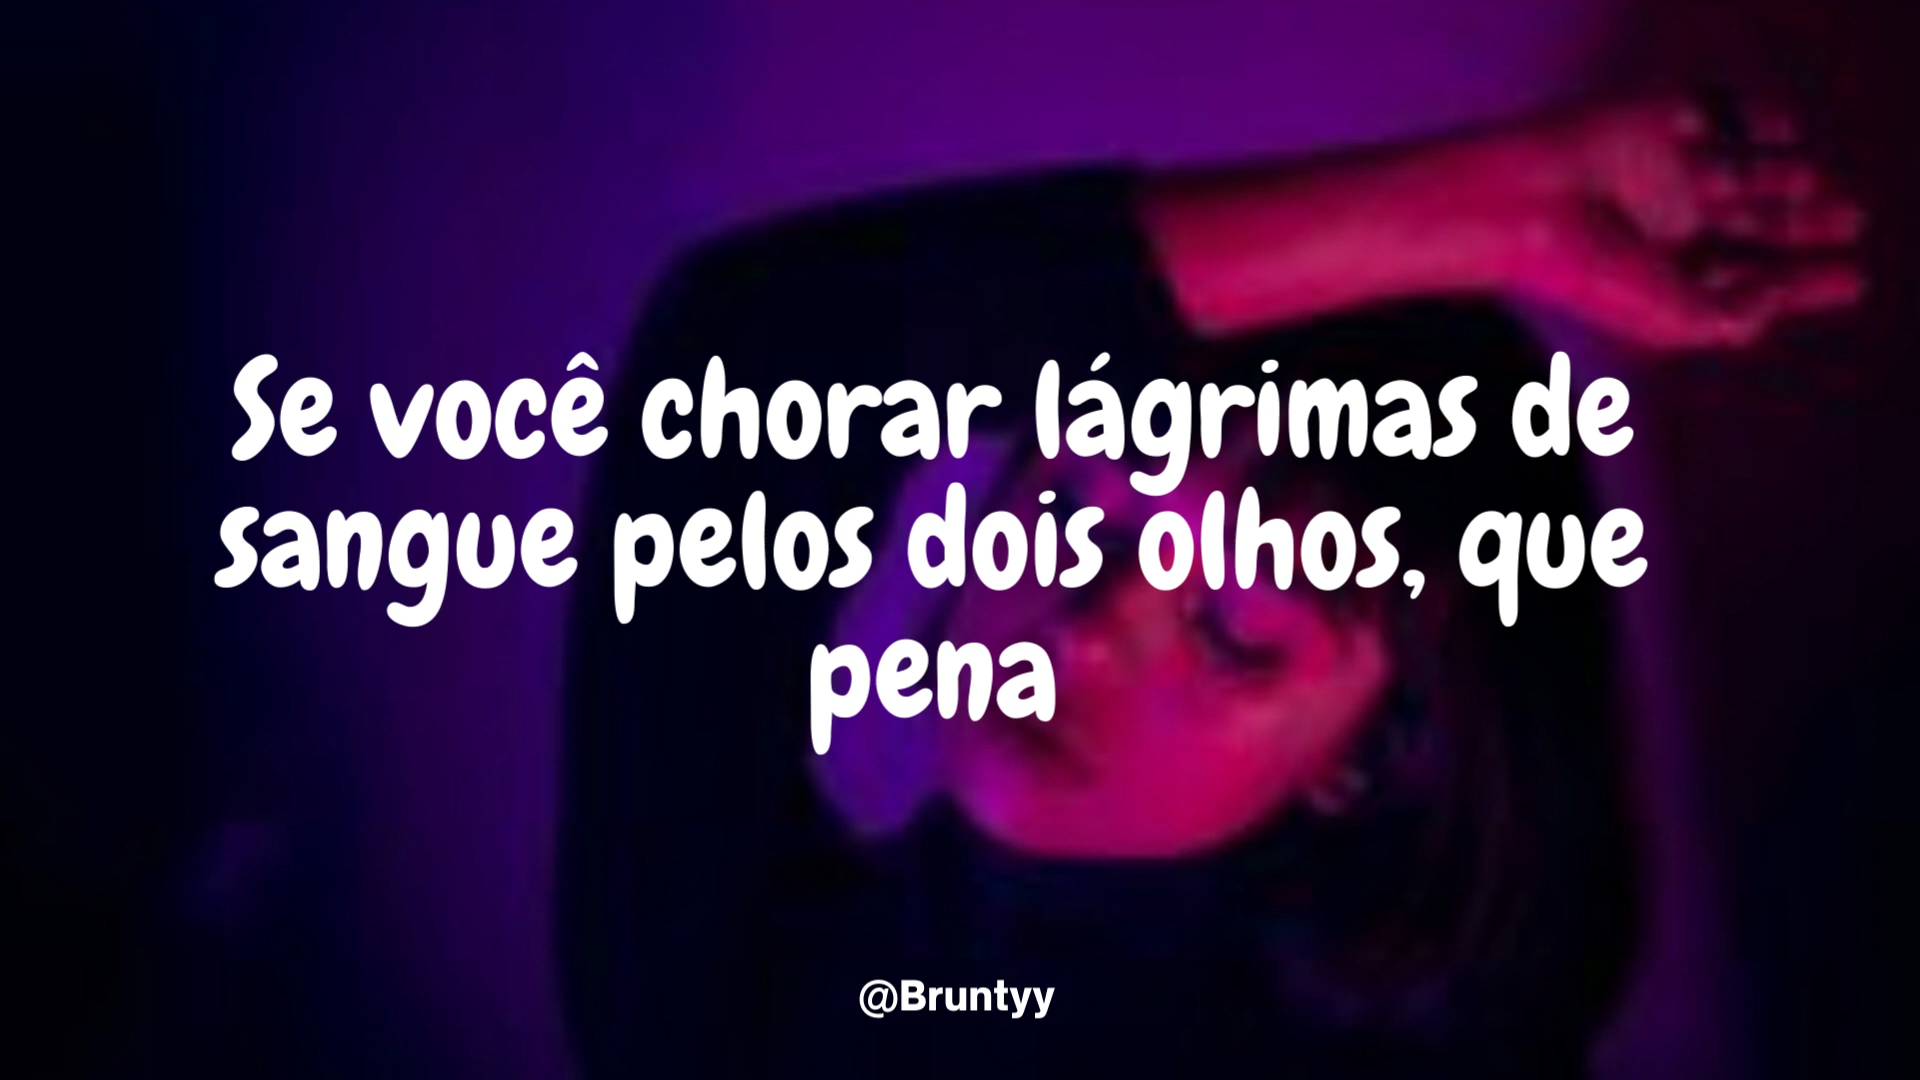 Se você chorar lágrimas de
sangue pelos dois olhos, que
pena
@Bruntyy